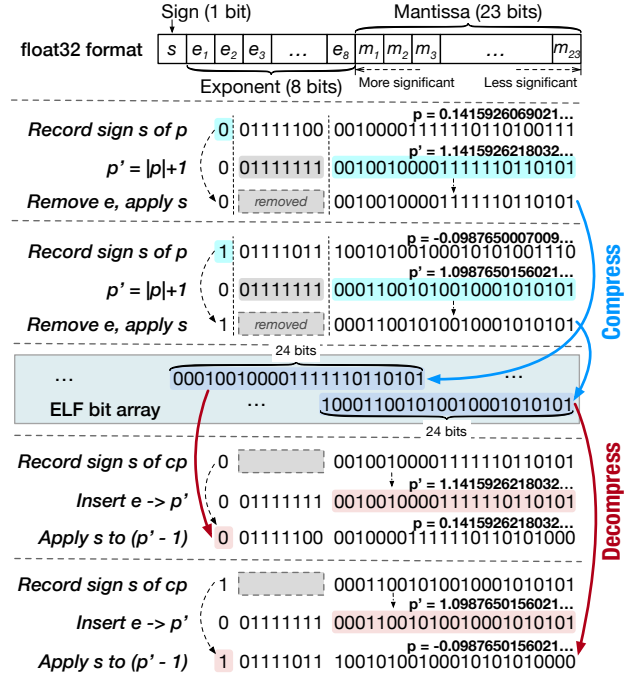 Sign (1 bit)
Mantissa (23 bits)
float32 format s e1 e2 e3 ... e8 m1 m2 m3 ... m23
More significant Less significant
Exponent (8 bits)
p = 0.1415926069021...
Record sign s of p 0 01111100 00100001111110110100111
p' = 1.1415926218032...
p' = |p|+1 0 01111111 00100100001111110110101
Remove e, apply s 0 removed 00100100001111110110101
p = -0.0987650007009...
Record sign s of p 1 01111011 10010100100010101001110
p' = 1.0987650156021...
p' = |p|+1 0 01111111 00011001010010001010101
Remove e, apply s 1 removed 00011001010010001010101
Compress
24 bits
... 000100100001111110110101 ...
ELF bit array ... 100011001010010001010101
24 bits
Record sign s of cp 0 00100100001111110110101
p' = 1.1415926218032...
Insert e -> p' 0 01111111 00100100001111110110101
p = 0.1415926218032...
Apply s to (p' - 1) 0 01111100 00100001111110110101000
Record sign s of cp 1 00011001010010001010101
p' = 1.0987650156021...
Insert e -> p' 0 01111111 00011001010010001010101
p = -0.0987650156021...
Apply s to (p' - 1) 1 01111011 10010100100010101010000
Decompress